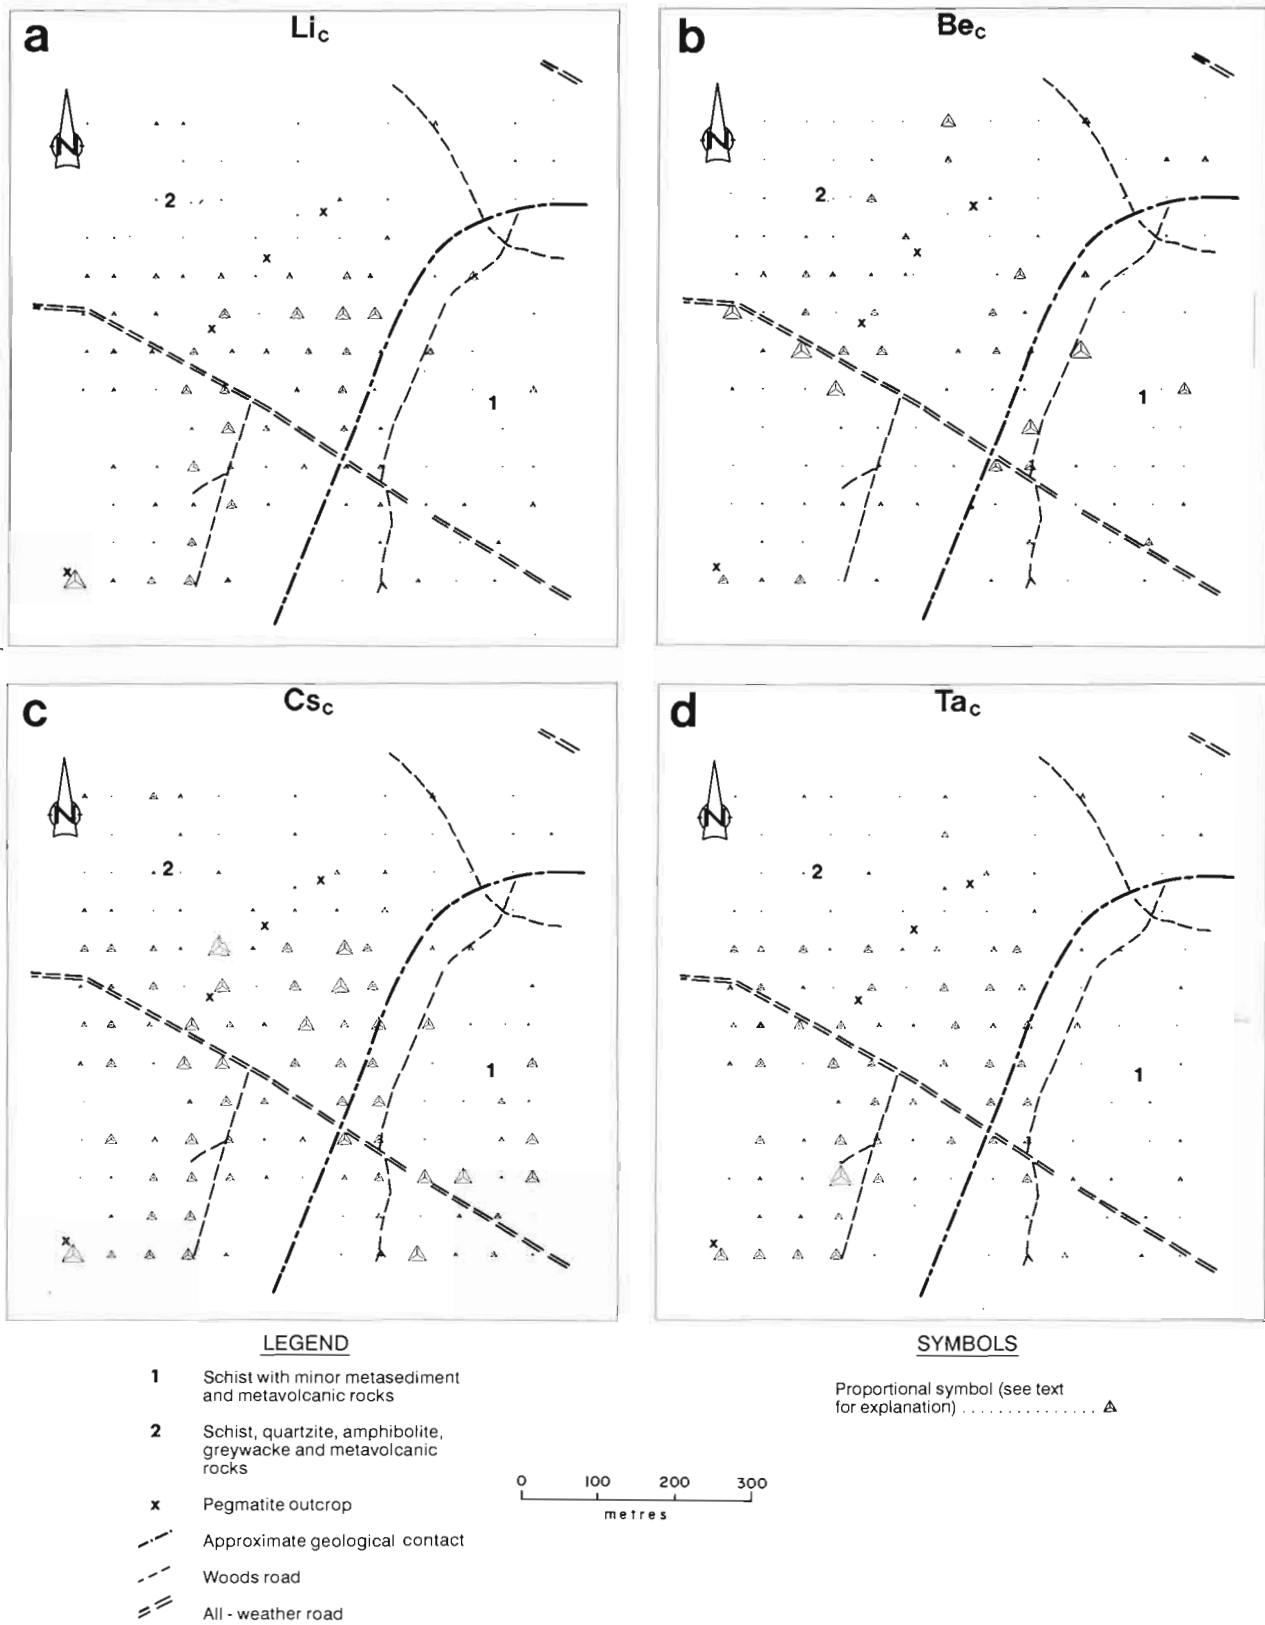 a
Lic
N
2
x
x
x
1
x
b
Bec
N
2
x
x
x
1
x
c
Csc
N
2
x
x
x
1
x
d
Tac
N
2
x
x
x
1
x
LEGEND
1 Schist with minor metasediment
and metavolcanic rocks
2 Schist, quartzite, amphibolite,
greywacke and metavolcanic
rocks
x Pegmatite outcrop
Approximate geological contact
Woods road
All - weather road
SYMBOLS
Proportional symbol (see text
for explanation) ................
0 100 200 300
metres